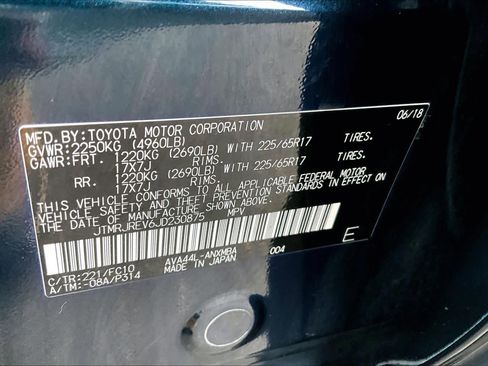 MFD. BY: TOYOTA MOTOR CORPORATION 06/18
GVWR: 2250KG (4960LB)
GAWR: FRT. 1220KG (2690LB) WITH 225/65R17 TIRES.
17X7J RIMS.
RR. 1220KG (2690LB) WITH 225/65R17 TIRES.
17X7J RIMS.
THIS VEHICLE CONFORMS TO ALL APPLICABLE FEDERAL MOTOR
VEHICLE SAFETY AND THEFT PREVENTION STANDARDS IN EFFECT ON
THE DATE OF MANUFACTURE SHOWN ABOVE.
JTMRJREV6JD230875 MPV
004
C/TR:221/FC10 AVA44L-ANXMBA E
A/TM:-08A/P314 MADE IN JAPAN